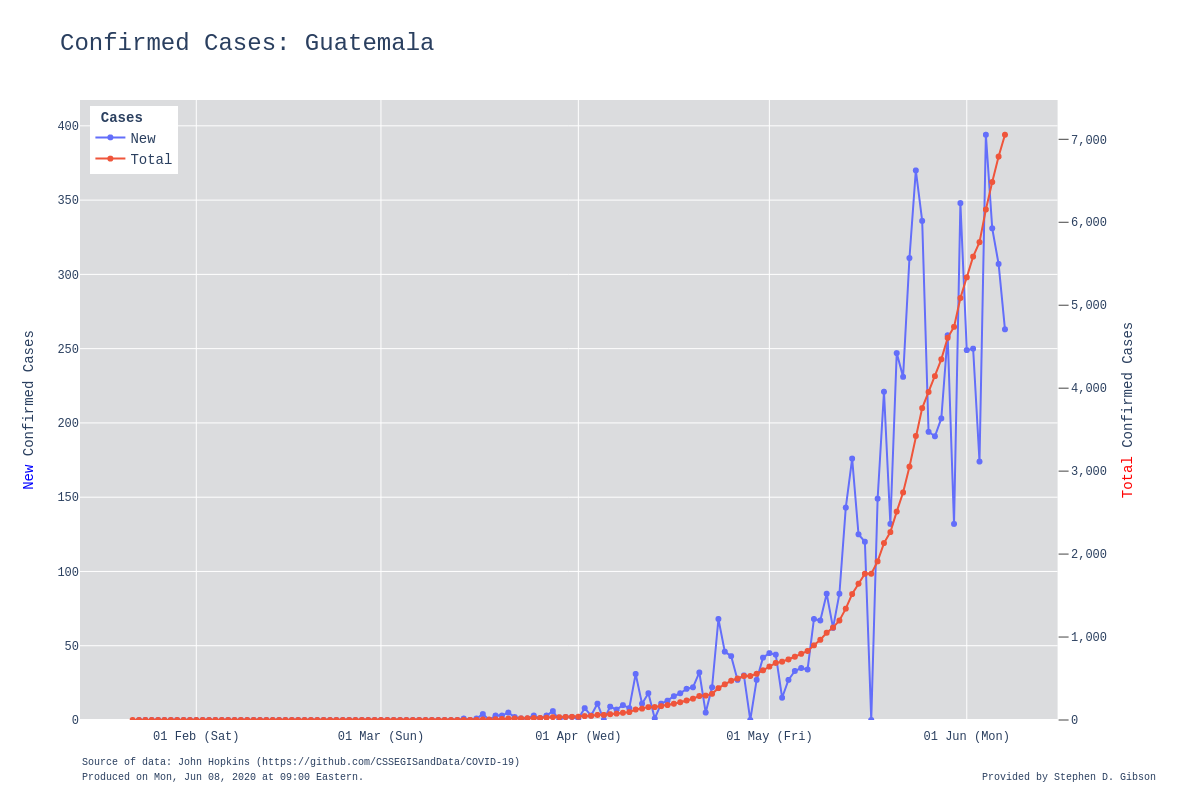 Confirmed Cases: Guatemala
Cases
New
Total
400
350
300
250
200
150
100
50
0
7,000
6,000
5,000
4,000
3,000
2,000
1,000
0
New Confirmed Cases
Total Confirmed Cases
01 Feb (Sat)
01 Mar (Sun)
01 Apr (Wed)
01 May (Fri)
01 Jun (Mon)
Source of data: John Hopkins (https://github.com/CSSEGISandData/COVID-19)
Produced on Mon, Jun 08, 2020 at 09:00 Eastern.
Provided by Stephen D. Gibson